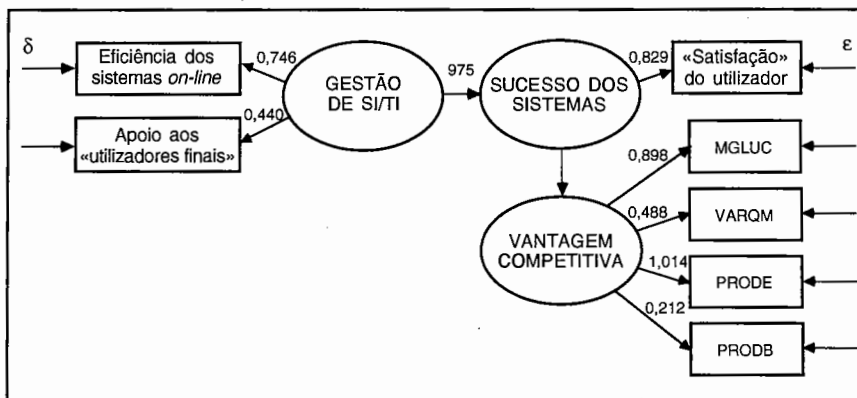 δ
Eficiência dos
sistemas on-line
0,746
GESTÃO
DE SI/TI
975
SUCESSO DOS
SISTEMAS
0,829
«Satisfação»
do utilizador
ε
Apoio aos
«utilizadores finais»
0,440
0,898
MGLUC
VANTAGEM
COMPETITIVA
0,488
VARQM
1,014
PRODE
0,212
PRODB